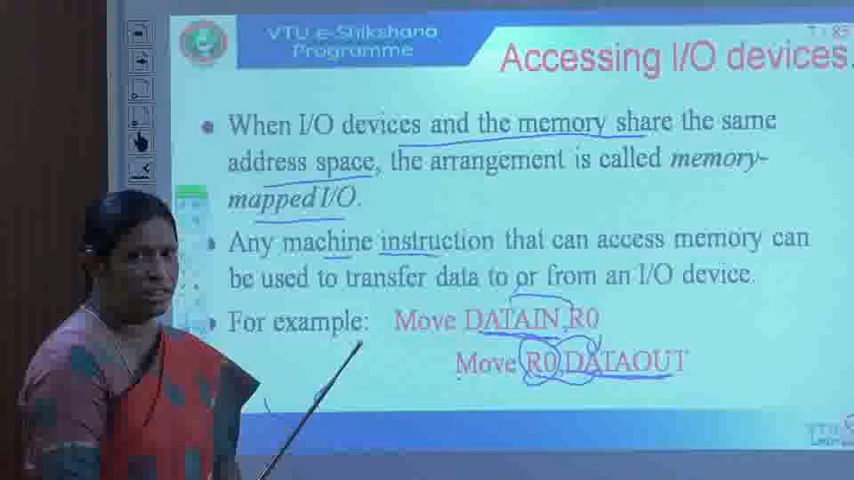 VTU e-Shikshana
Programme
Accessing I/O devices.
When I/O devices and the memory share the same
address space, the arrangement is called memory-
mapped I/O.
Any machine instruction that can access memory can
be used to transfer data to or from an I/O device.
For example: Move DATAIN,R0
Move R0,DATAOUT
VTU